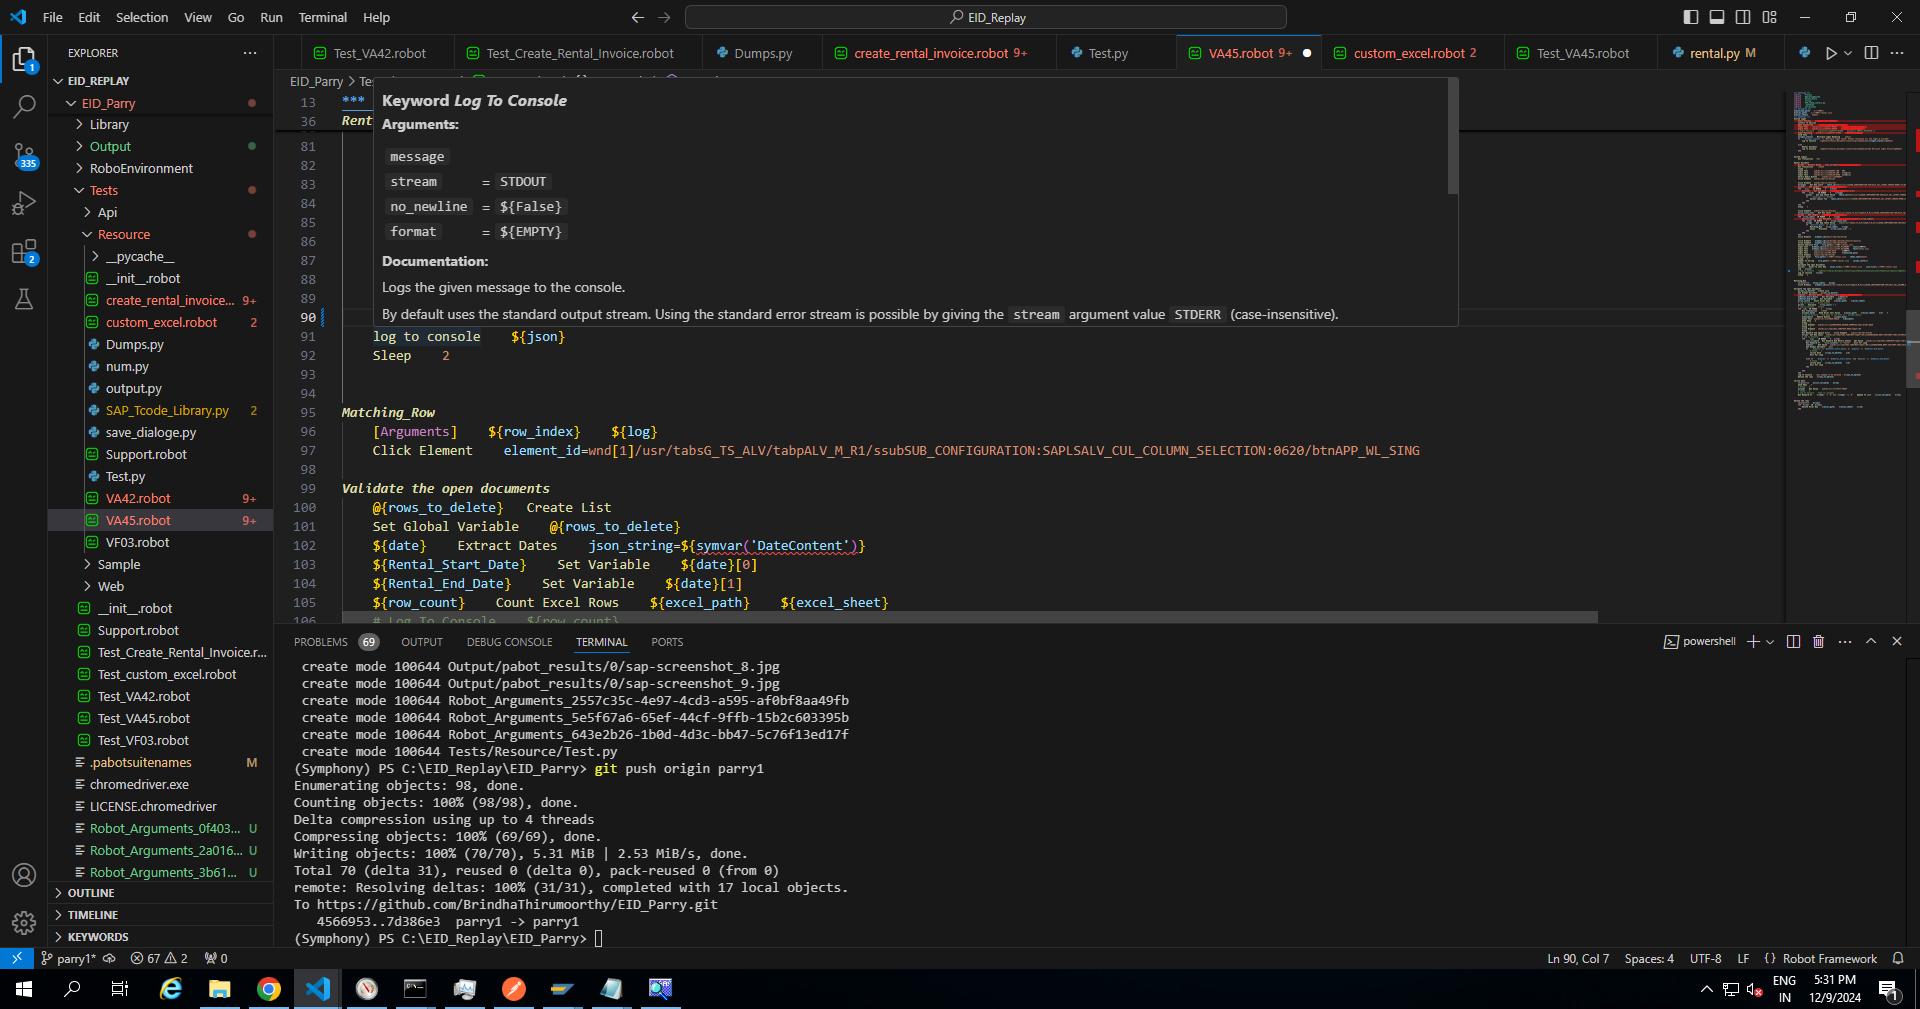 File Edit Selection View Go Run Terminal Help
EID_Replay
EXPLORER
Test_VA42.robot
Test_Create_Rental_Invoice.robot
Dumps.py
create_rental_invoice.robot 9+
Test.py
VA45.robot 9+
custom_excel.robot 2
Test_VA45.robot
rental.py M
EID_Parry
EID_REPLAY
EID_Parry
Library
Output
RoboEnvironment
Tests
Api
Resource
__pycache__
__init__.robot
create_rental_invoice... 9+
custom_excel.robot 2
Dumps.py
num.py
output.py
SAP_Tcode_Library.py 2
save_dialoge.py
Support.robot
Test.py
VA42.robot 9+
VA45.robot 9+
VF03.robot
Sample
Web
__init__.robot
Support.robot
Test_Create_Rental_Invoice.r...
Test_custom_excel.robot
Test_VA42.robot
Test_VA45.robot
Test_VF03.robot
.pabotsuitenames M
chromedriver.exe
LICENSE.chromedriver
Robot_Arguments_0f403... U
Robot_Arguments_2a016... U
Robot_Arguments_3b61... U
OUTLINE
TIMELINE
KEYWORDS
1
335
2
13 ***
36 Rent
81
82
83
84
85
86
87
88
89
90
Keyword Log To Console
Arguments:
message
stream = STDOUT
no_newline = ${False}
format = ${EMPTY}
Documentation:
Logs the given message to the console.
By default uses the standard output stream. Using the standard error stream is possible by giving the stream argument value STDERR (case-insensitive).
91 log to console ${json}
92 Sleep 2
93
94
95 Matching_Row
96 [Arguments] ${row_index} ${log}
97 Click Element element_id=wnd[1]/usr/tabsG_TS_ALV/tabpALV_M_R1/ssubSUB_CONFIGURATION:SAPLSALV_CUL_COLUMN_SELECTION:0620/btnAPP_WL_SING
98
99 Validate the open documents
100 @{rows_to_delete} Create List
101 Set Global Variable @{rows_to_delete}
102 ${date} Extract Dates json_string=${symvar('DateContent')}
103 ${Rental_Start_Date} Set Variable ${date}[0]
104 ${Rental_End_Date} Set Variable ${date}[1]
105 ${row_count} Count Excel Rows ${excel_path} ${excel_sheet}
106 # Log To Console ${row_count}
PROBLEMS 69 OUTPUT DEBUG CONSOLE TERMINAL PORTS
powershell
create mode 100644 Output/pabot_results/0/sap-screenshot_8.jpg
create mode 100644 Output/pabot_results/0/sap-screenshot_9.jpg
create mode 100644 Robot_Arguments_2557c35c-4e97-4cd3-a595-af0bf8aa49fb
create mode 100644 Robot_Arguments_5e5f67a6-65ef-44cf-9ffb-15b2c603395b
create mode 100644 Robot_Arguments_643e2b26-1b0d-4d3c-bb47-5c76f13ed17f
create mode 100644 Tests/Resource/Test.py
(Symphony) PS C:\EID_Replay\EID_Parry> git push origin parry1
Enumerating objects: 98, done.
Counting objects: 100% (98/98), done.
Delta compression using up to 4 threads
Compressing objects: 100% (69/69), done.
Writing objects: 100% (70/70), 5.31 MiB | 2.53 MiB/s, done.
Total 70 (delta 31), reused 0 (delta 0), pack-reused 0 (from 0)
remote: Resolving deltas: 100% (31/31), completed with 17 local objects.
To https://github.com/BrindhaThirumoorthy/EID_Parry.git
4566953..7d386e3 parry1 -> parry1
(Symphony) PS C:\EID_Replay\EID_Parry>
parry1* 67 2 0
Ln 90, Col 7 Spaces: 4 UTF-8 LF {} Robot Framework
ENG
IN
5:31 PM
12/9/2024
1